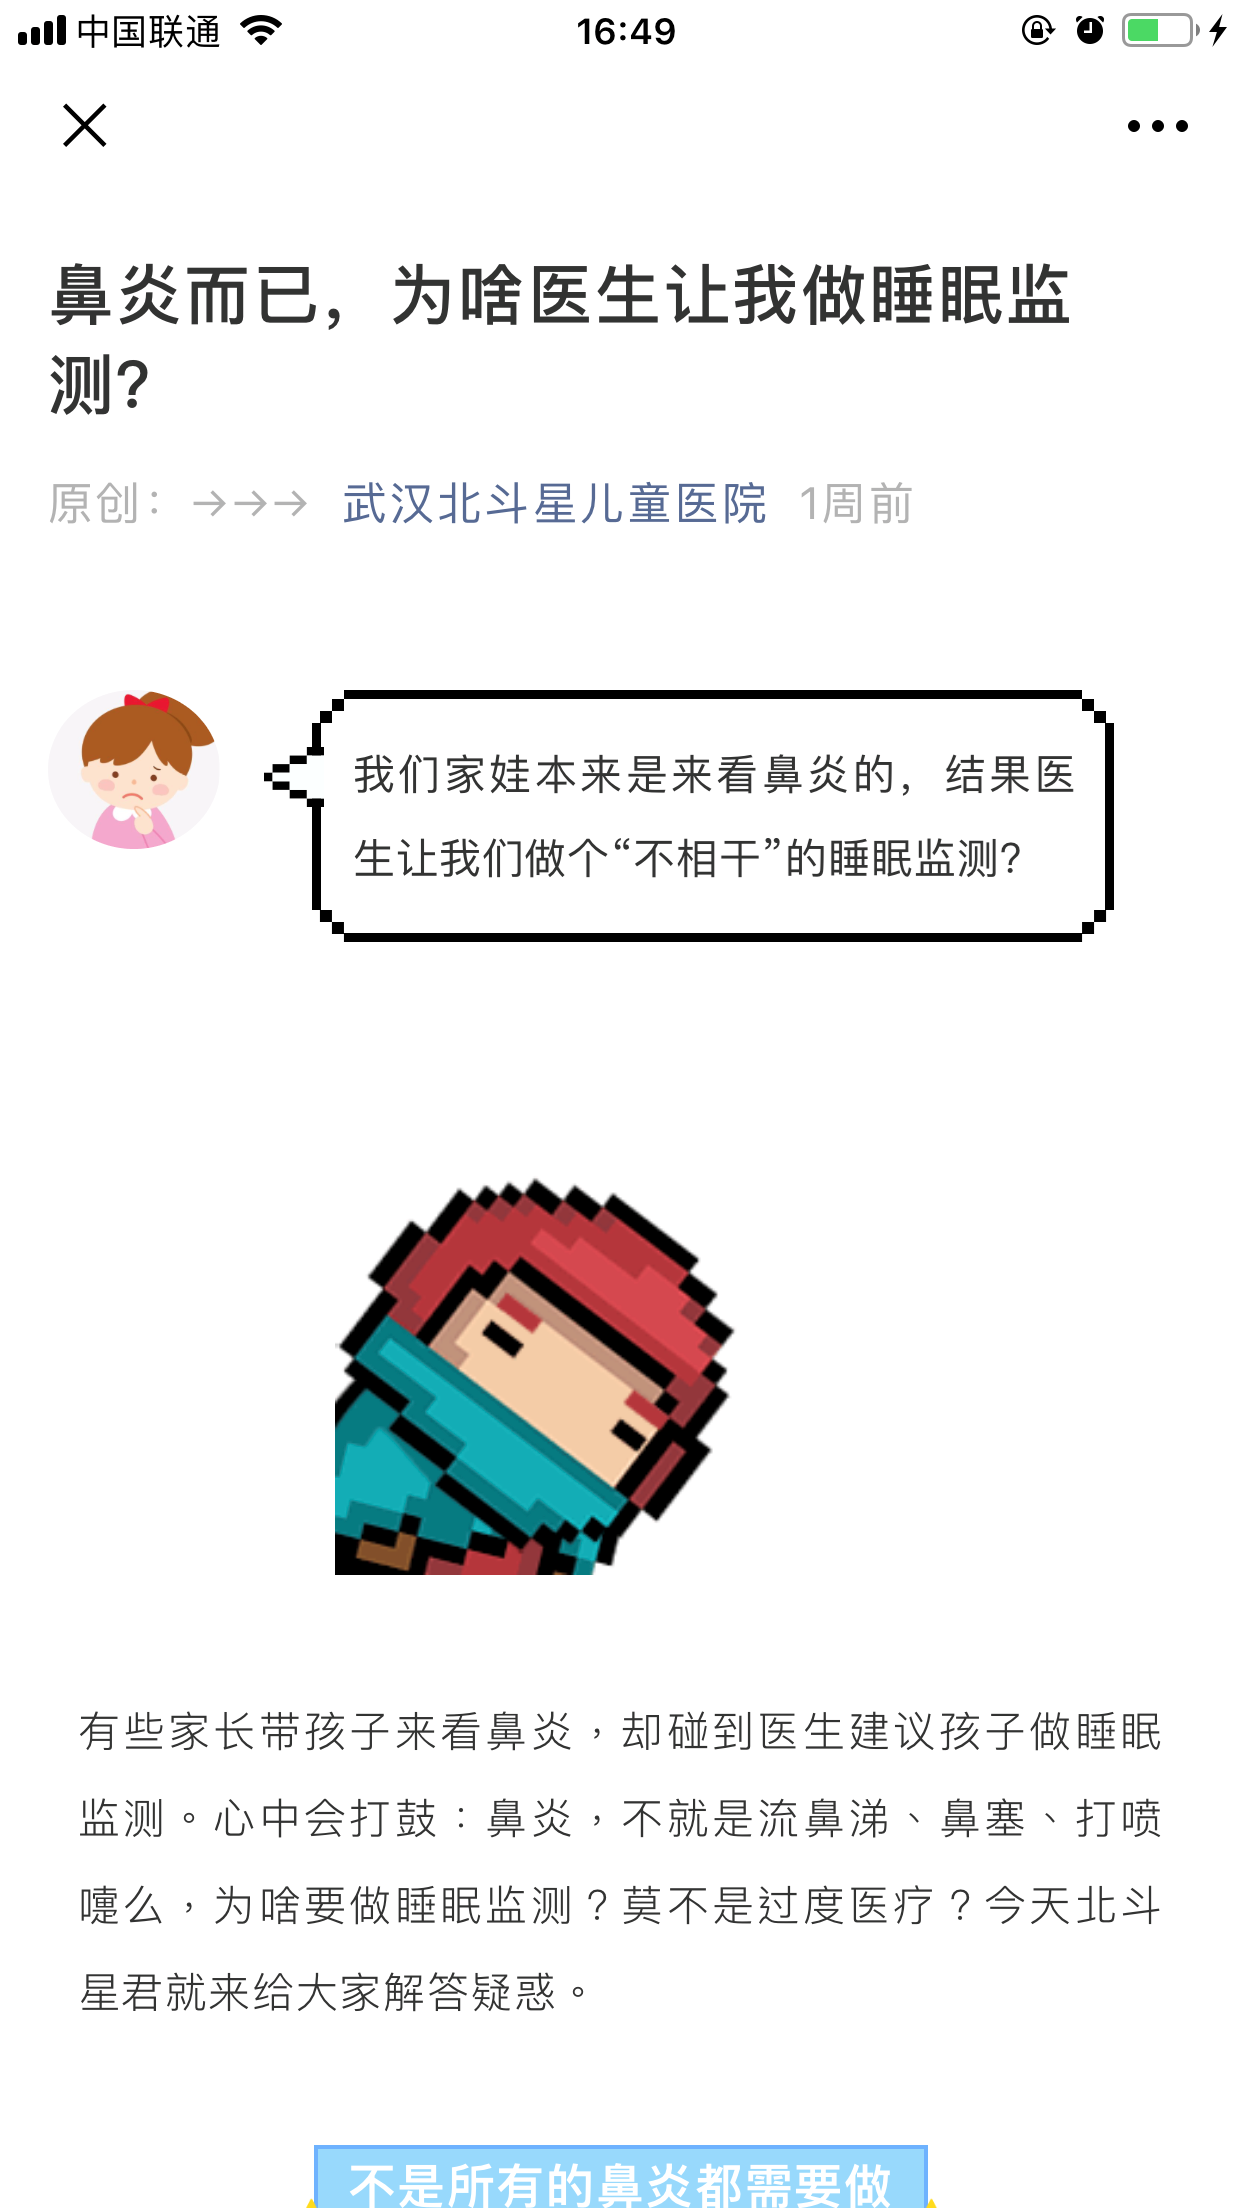 中国联通
16:49
鼻炎而已，为啥医生让我做睡眠监
测?
原创： →→→ 武汉北斗星儿童医院 1周前
我们家娃本来是来看鼻炎的，结果医
生让我们做个“不相干”的睡眠监测?
有些家长带孩子来看鼻炎，却碰到医生建议孩子做睡眠
监测。心中会打鼓：鼻炎，不就是流鼻涕、鼻塞、打喷
嚏么，为啥要做睡眠监测？莫不是过度医疗？今天北斗
星君就来给大家解答疑惑。
不是所有的鼻炎都需要做